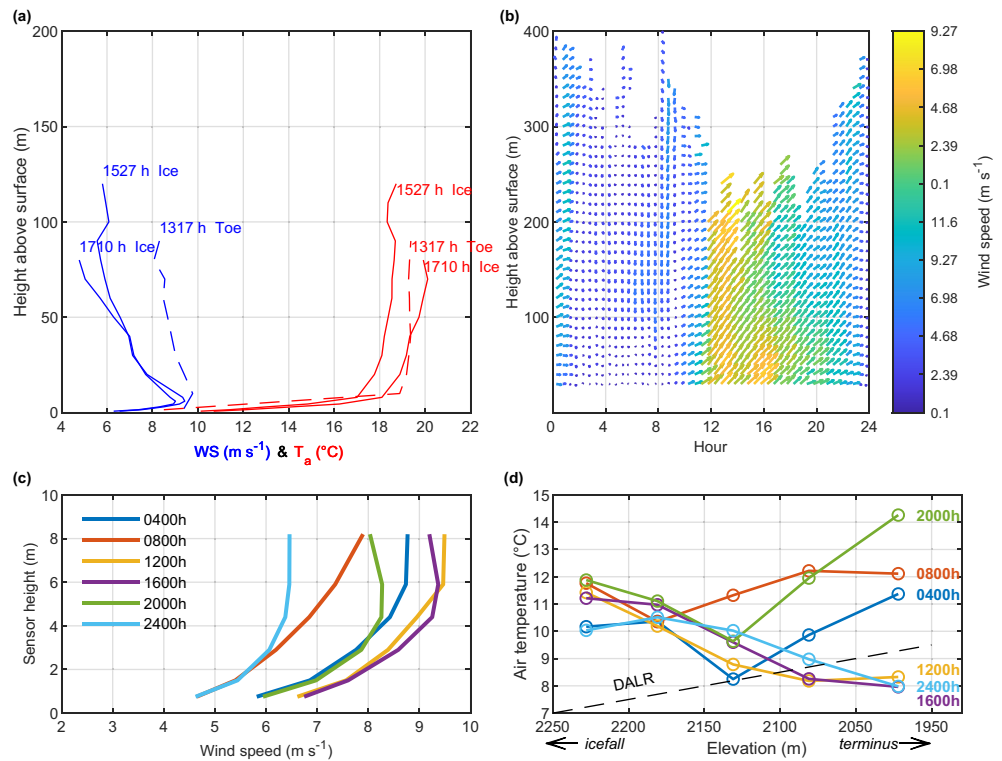 (a)
200
150
100
50
0
Height above surface (m)
1527 h Ice
1317 h Toe
1710 h Ice
1527 h Ice
1317 h Toe
1710 h Ice
4 6 8 10 12 14 16 18 20 22
WS (m s-1) & Ta (°C)
(b)
400
300
200
100
Height above surface (m)
0 4 8 12 16 20 24
Hour
9.27
6.98
4.68
2.39
0.1
11.6
9.27
6.98
4.68
2.39
0.1
Wind speed (m s-1)
(c)
10
8
6
4
2
0
Sensor height (m)
0400h
0800h
1200h
1600h
2000h
2400h
2 3 4 5 6 7 8 9 10
Wind speed (m s-1)
(d)
15
14
13
12
11
10
9
8
7
Air temperature (°C)
2000h
0800h
0400h
1200h
2400h
1600h
DALR
2250 2200 2150 2100 2050 2000 1950
icefall Elevation (m) terminus